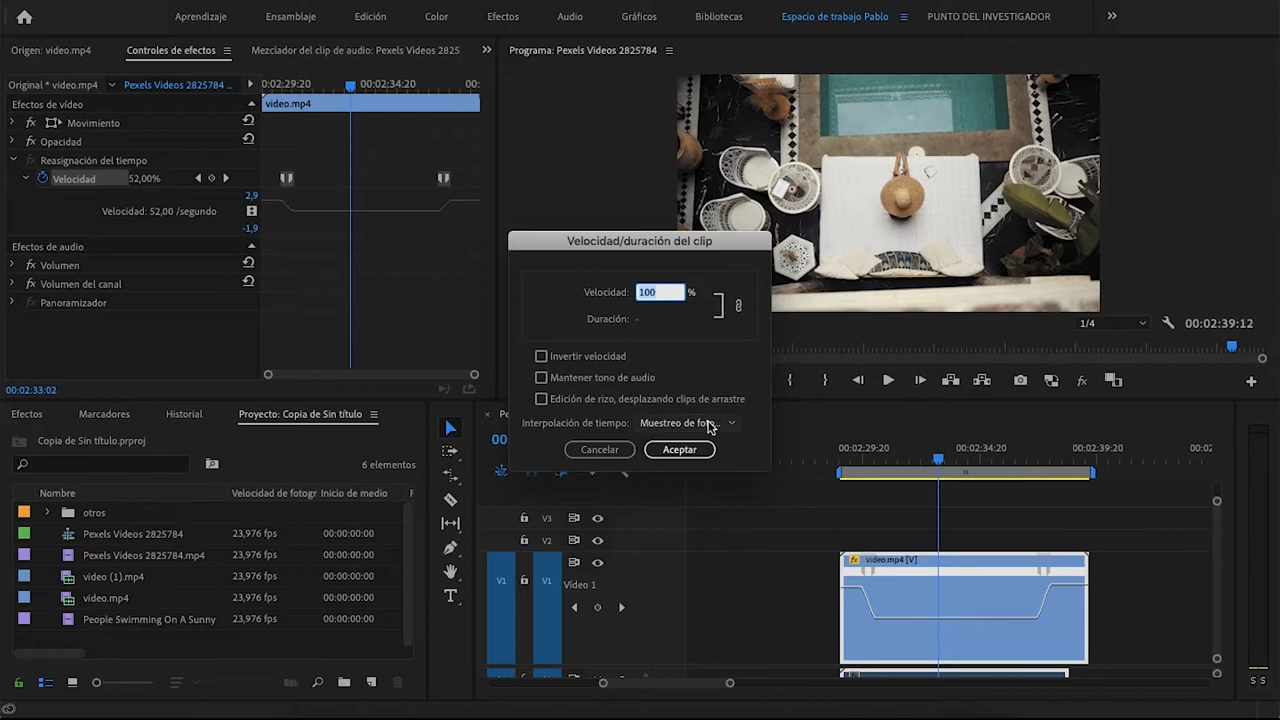 Aprendizaje Ensamblaje Edición Color Efectos Audio Gráficos Bibliotecas Espacio de trabajo Pablo PUNTO DEL INVESTIGADOR
Origen: video.mp4 Controles de efectos Mezclador del clip de audio: Pexels Videos 2825
Programa: Pexels Videos 2825784
Original * video.mp4 Pexels Videos 2825784 ... 00:02:29:20 00:02:34:20 00:
Efectos de vídeo video.mp4
fx Movimiento
fx Opacidad
fx Reasignación del tiempo
Velocidad 52,00%
2,9
Velocidad: 52,00 /segundo
-1,9
Efectos de audio
fx Volumen
fx Volumen del canal
fx Panoramizador
00:02:33:02
Velocidad/duración del clip
Velocidad: 100 %
Duración: -
Invertir velocidad
Mantener tono de audio
Edición de rizo, desplazando clips de arrastre
Interpolación de tiempo: Muestreo de foto...
Cancelar Aceptar
1/4 00:02:39:12
fx
Efectos Marcadores Historial Proyecto: Copia de Sin título
Copia de Sin título.prproj
6 elementos
Nombre Velocidad de fotogr Inicio de medio
otros
Pexels Videos 2825784 23,976 fps 00:00:00:00
Pexels Videos 2825784.mp4 23,976 fps 00:00:00:00
video (1).mp4 23,976 fps 00:00:00:00
video.mp4 23,976 fps 00:00:00:00
People Swimming On A Sunny 23,976 fps 00:00:00:00
T
× Pe
00:
00:02:29:20 00:02:34:20 00:02:39:20 00:02
V3
V2
V1 V1 Vídeo 1
fx video.mp4 [V]
S S